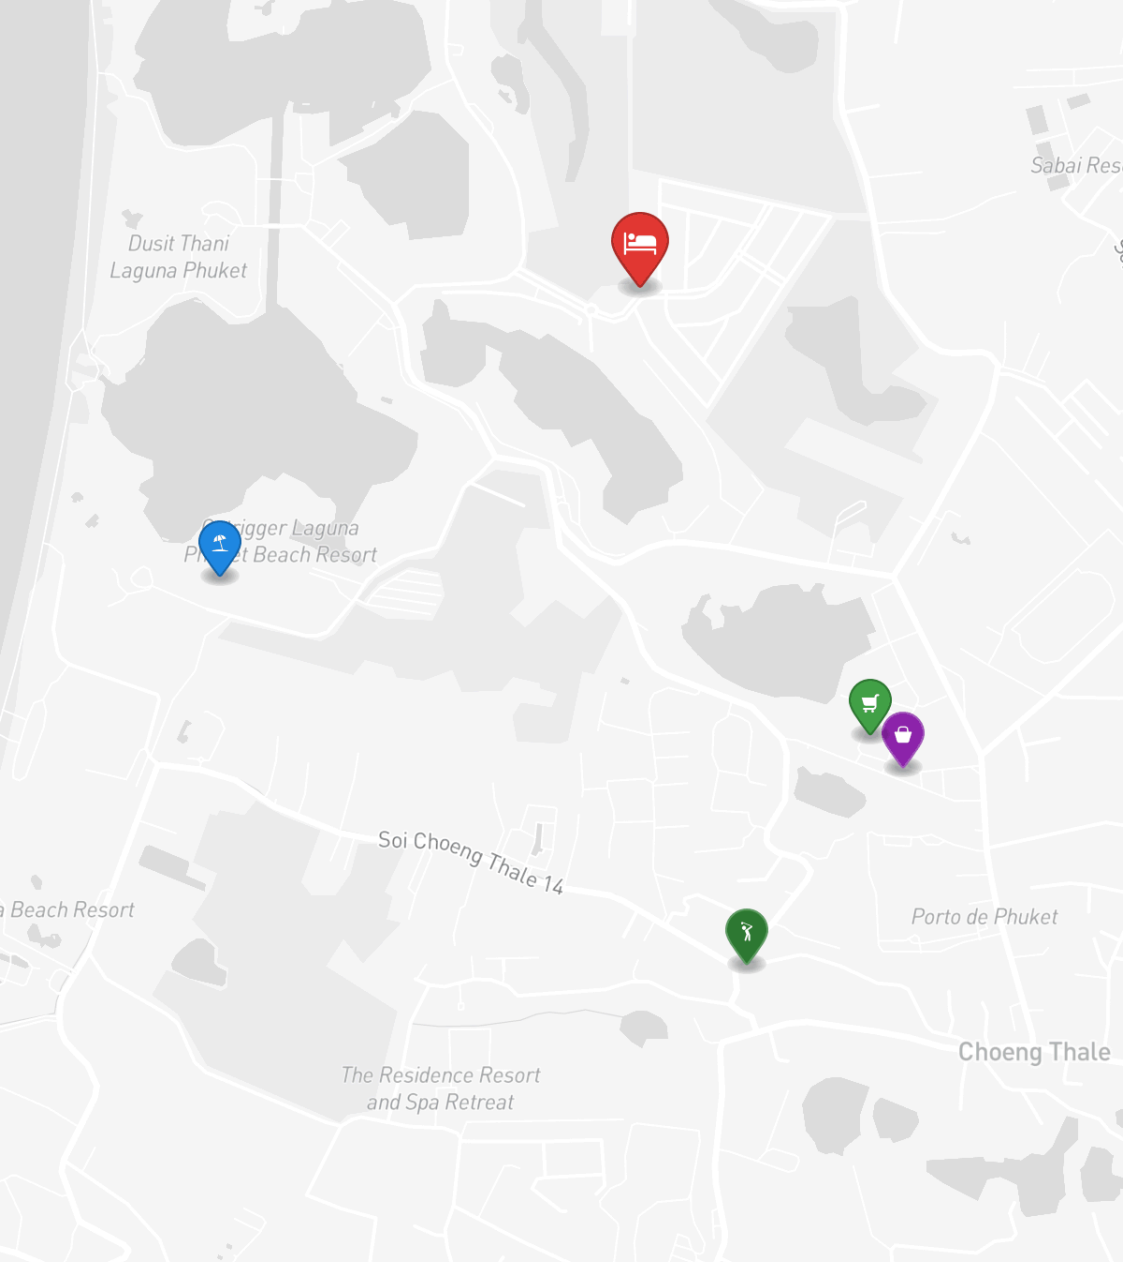 Sabai Res
Dusit Thani
Laguna Phuket
Laguna
Beach Resort
Soi Choeng Thale 14
a Beach Resort
Porto de Phuket
Choeng Thale
The Residence Resort
and Spa Retreat